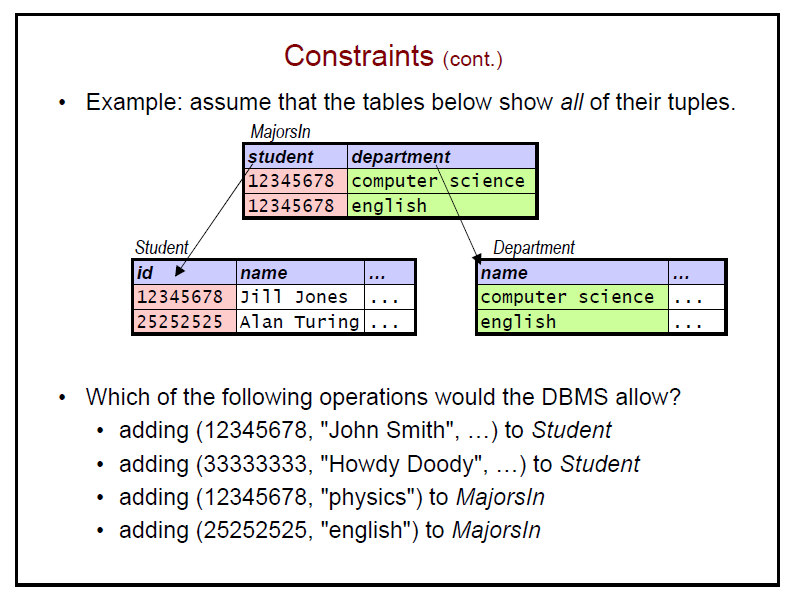 Constraints (cont.)
• Example: assume that the tables below show all of their tuples.
MajorsIn
student department
12345678 computer science
12345678 english
Student
id name ...
12345678 Jill Jones ...
25252525 Alan Turing ...
Department
name ...
computer science ...
english ...
• Which of the following operations would the DBMS allow?
• adding (12345678, "John Smith", …) to Student
• adding (33333333, "Howdy Doody", …) to Student
• adding (12345678, "physics") to MajorsIn
• adding (25252525, "english") to MajorsIn